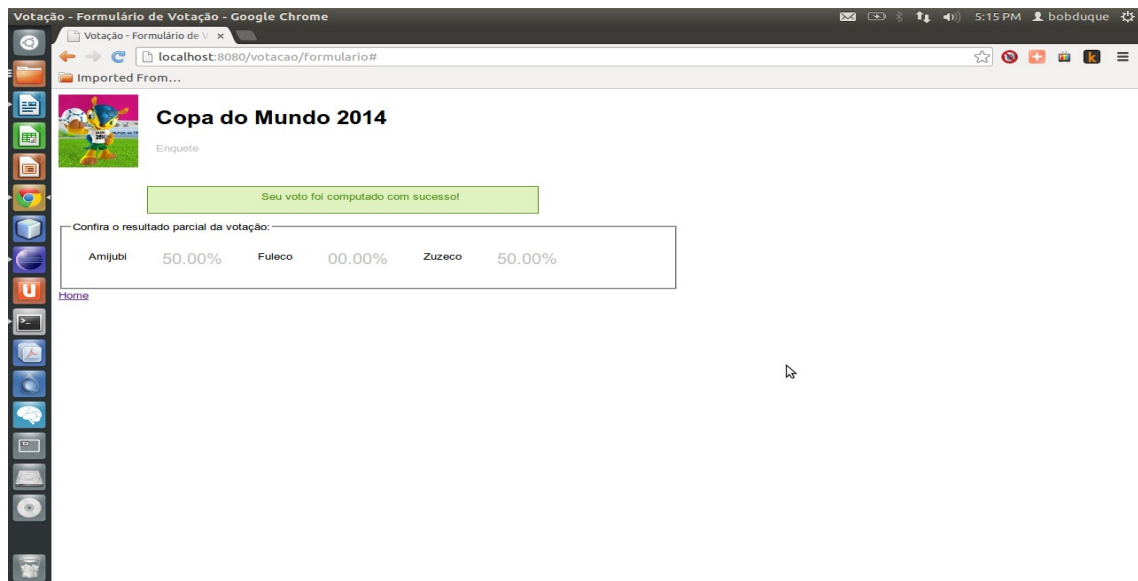 Votação - Formulário de Votação - Google Chrome
5:15 PM bobduque
Votação - Formulário de V
localhost:8080/votacao/formulario#
Imported From...
Copa do Mundo 2014
Enquete
Seu voto foi computado com sucesso!
Confira o resultado parcial da votação:
Amijubi 50.00% Fuleco 00.00% Zuzeco 50.00%
Home